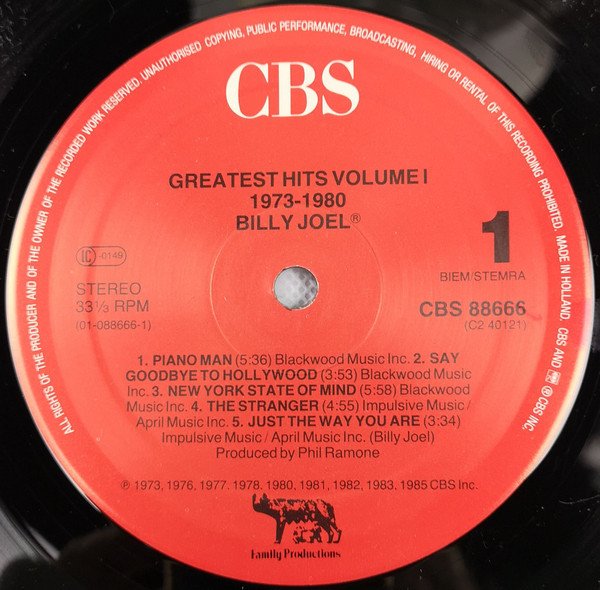 ALL RIGHTS OF THE PRODUCER AND OF THE OWNER OF THE RECORDED WORK RESERVED. UNAUTHORISED COPYING, PUBLIC PERFORMANCE, BROADCASTING, HIRING OR RENTAL OF THIS RECORDING PROHIBITED. MADE IN HOLLAND. CBS AND ARE ℗ CBS INC.
CBS
GREATEST HITS VOLUME I
1973-1980
BILLY JOEL®
1
LC -0149
BIEM/STEMRA
STEREO
33⅓ RPM
CBS 88666
(01-088666-1)
(C2 40121)
1. PIANO MAN (5:36) Blackwood Music Inc. 2. SAY
GOODBYE TO HOLLYWOOD (3:53) Blackwood Music
Inc. 3. NEW YORK STATE OF MIND (5:58) Blackwood
Music Inc. 4. THE STRANGER (4:55) Impulsive Music /
April Music Inc. 5. JUST THE WAY YOU ARE (3:34)
Impulsive Music / April Music Inc. (Billy Joel)
Produced by Phil Ramone
℗ 1973, 1976, 1977. 1978. 1980, 1981, 1982, 1983. 1985 CBS Inc.
Family Productions